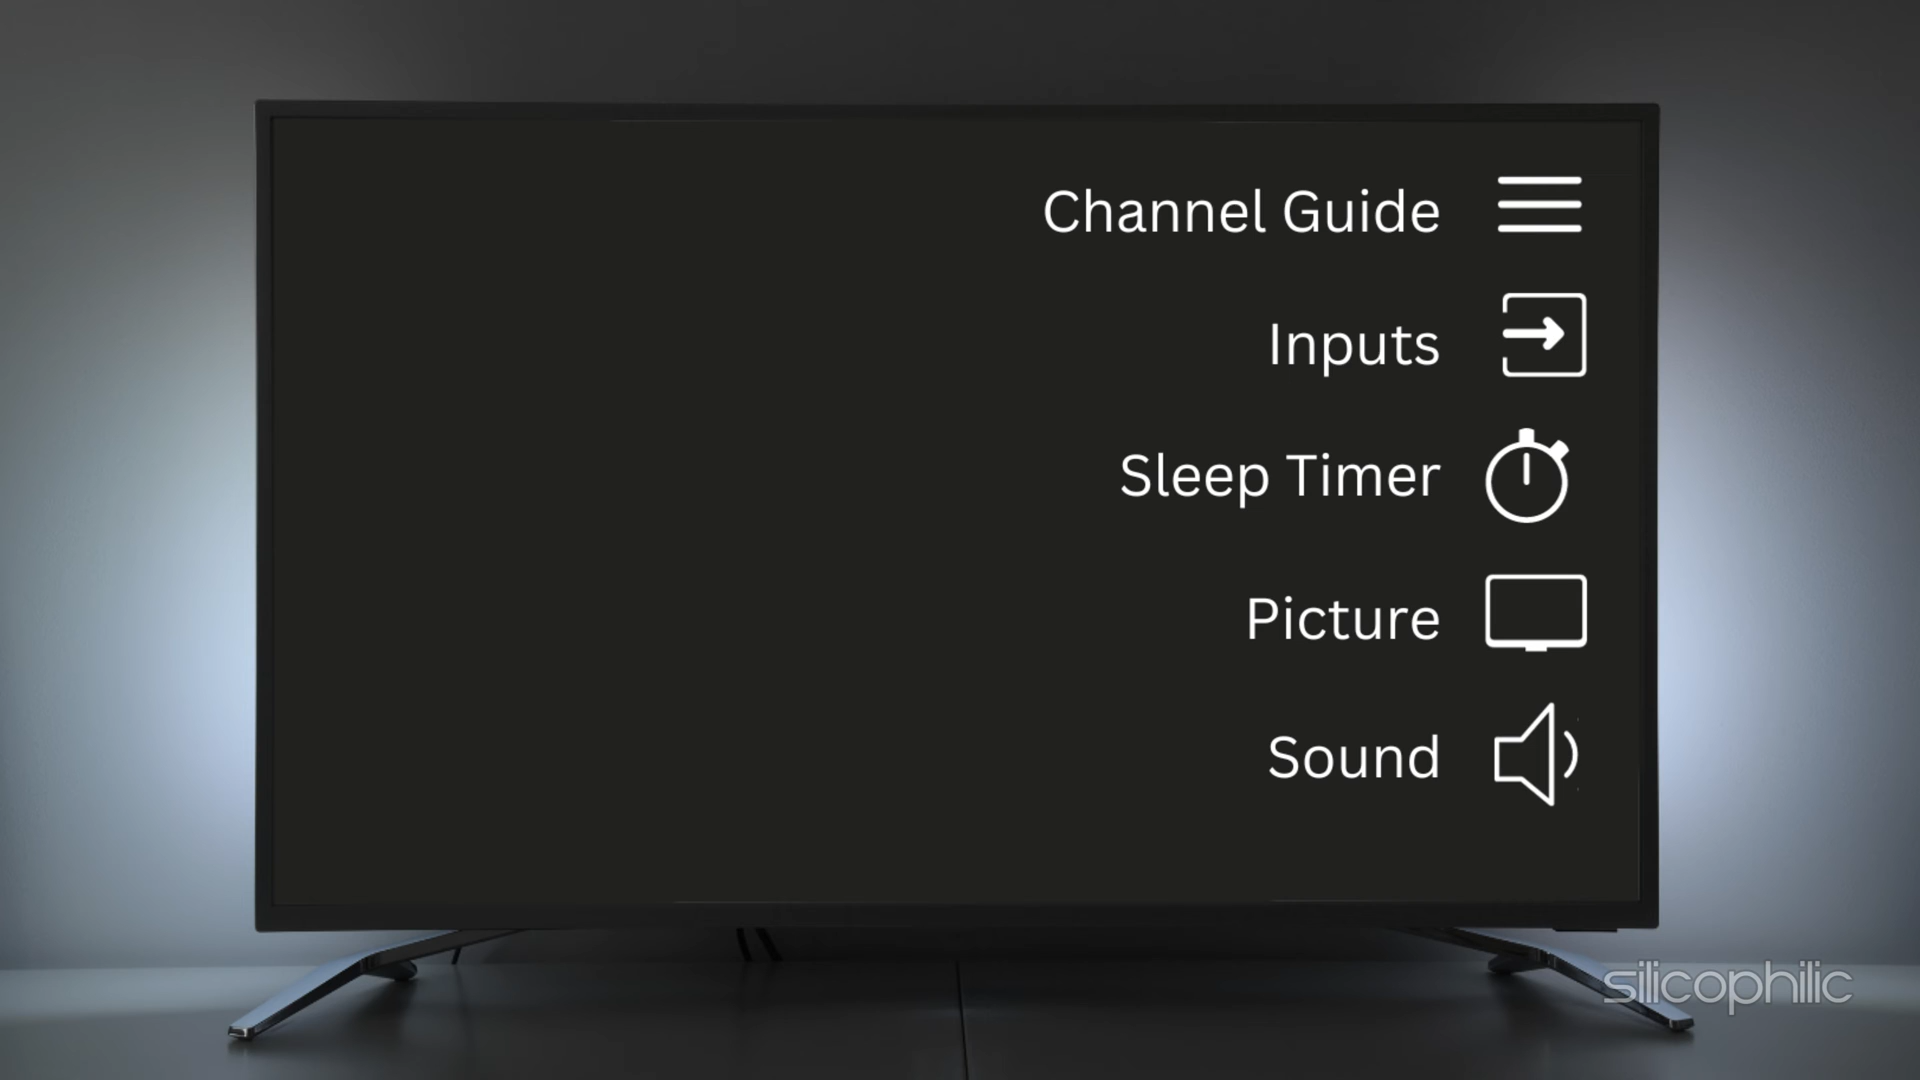 Channel Guide
Inputs
Sleep Timer
Picture
Sound
silicophilic